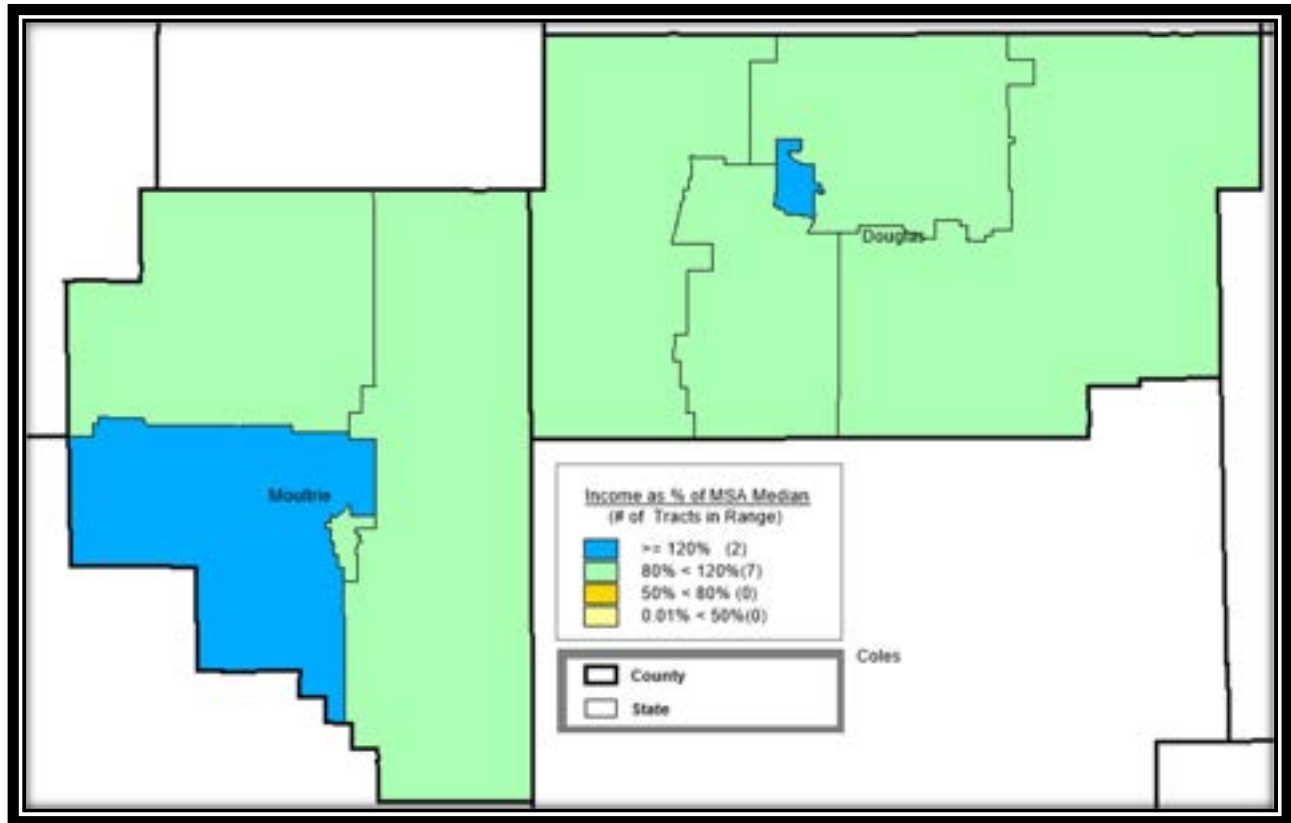 Douglas
Moultrie
Income as % of MSA Median
(# of Tracts in Range)
>= 120% (2)
80% < 120%(7)
50% < 80% (0)
0.01% < 50%(0)
Coles
County
State